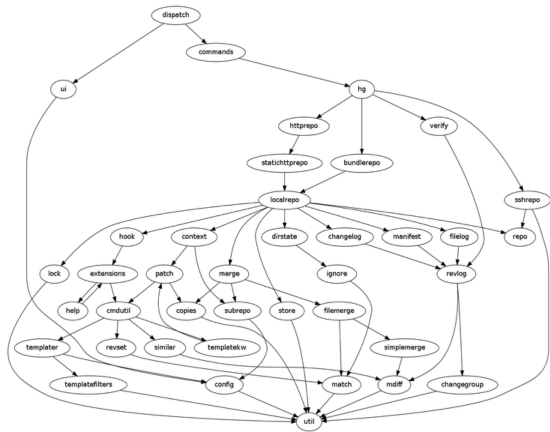 dispatch
commands
ui
hg
httprepo
verify
statichttprepo
bundlerepo
localrepo
sshrepo
hook
context
dirstate
changelog
manifest
filelog
repo
lock
extensions
patch
merge
ignore
revlog
help
cmdutil
copies
subrepo
store
filemerge
templater
revset
similar
templatekw
simplemerge
templatefilters
config
match
mdiff
changegroup
util